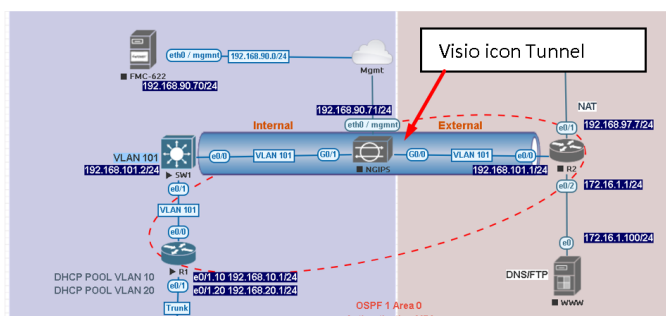 Visio icon Tunnel
eth0 / mgmnt
192.168.90.0/24
Mgmt
FMC-622
192.168.90.70/24
192.168.90.71/24
eth0 / mgmnt
NAT
Internal
External
e0/1
192.168.97.7/24
VLAN 101
192.168.101.2/24
e0/0
VLAN 101
G0/1
G0/0
VLAN 101
e0/0
SW1
NGIPS
192.168.101.1/24
R2
e0/1
e0/2
172.16.1.1/24
VLAN 101
e0/0
e0
172.16.1.100/24
R1
DHCP POOL VLAN 10
e0/1.10 192.168.10.1/24
DHCP POOL VLAN 20
e0/1
e0/1.20 192.168.20.1/24
DNS/FTP
WWW
Trunk
OSPF 1 Area 0